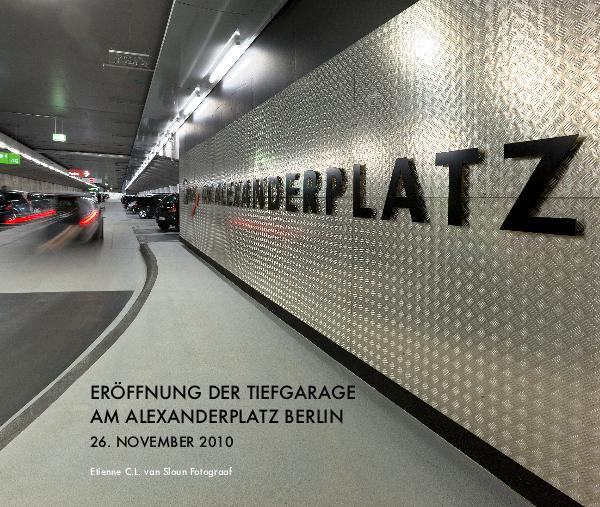 ALEXANDERPLATZ
ERÖFFNUNG DER TIEFGARAGE
AM ALEXANDERPLATZ BERLIN
26. NOVEMBER 2010
Etienne C.L. van Sloun Fotograaf